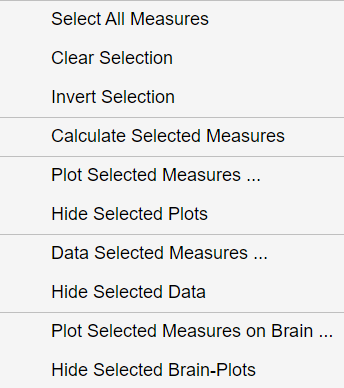 Select All Measures
Clear Selection
Invert Selection
Calculate Selected Measures
Plot Selected Measures ...
Hide Selected Plots
Data Selected Measures ...
Hide Selected Data
Plot Selected Measures on Brain ...
Hide Selected Brain-Plots